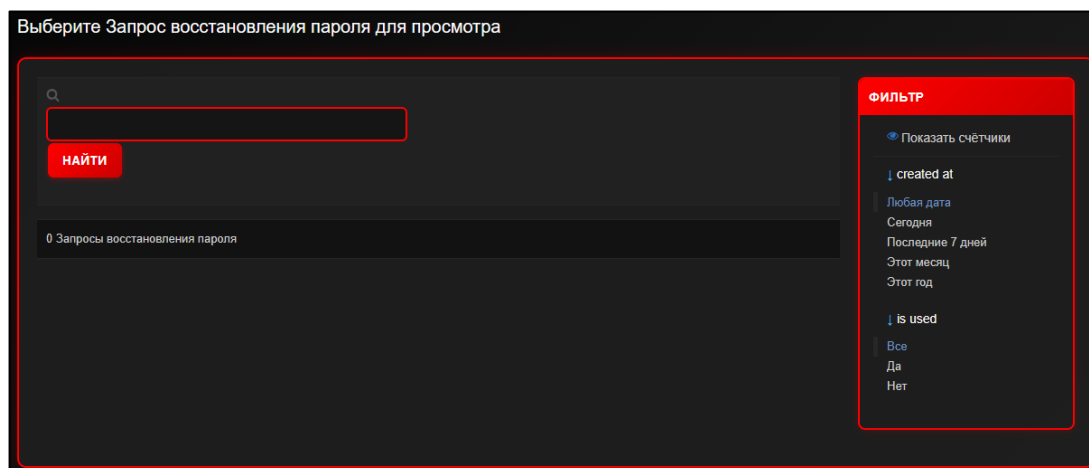 Выберите Запрос восстановления пароля для просмотра
НАЙТИ
0 Запросы восстановления пароля
ФИЛЬТР
Показать счётчики
↓ created at
Любая дата
Сегодня
Последние 7 дней
Этот месяц
Этот год
↓ is used
Все
Да
Нет